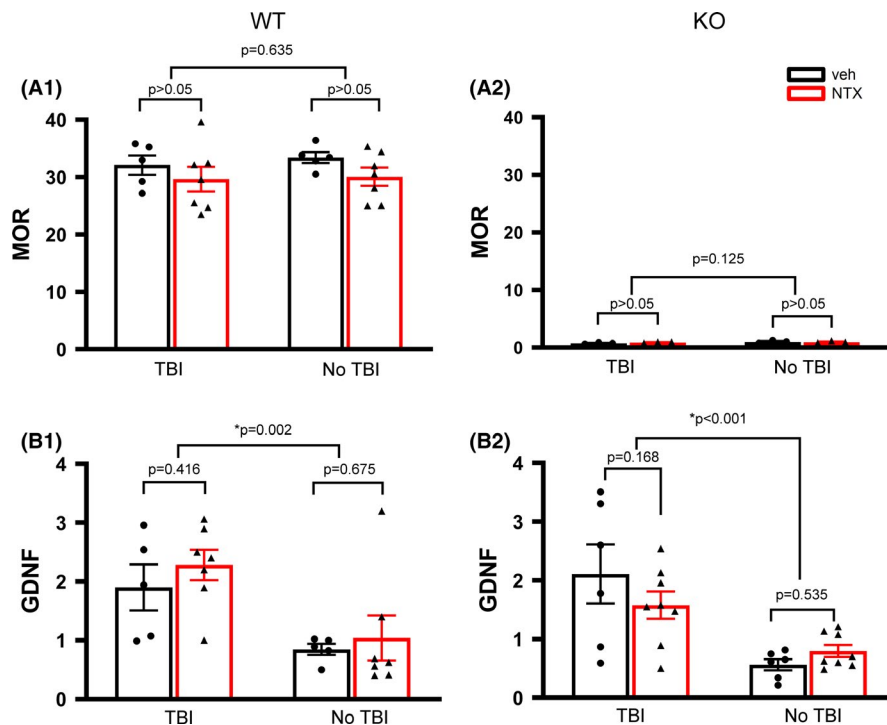 WT
KO
p=0.635
(A1)
p>0.05
p>0.05
40
30
20
10
0
MOR
TBI
No TBI
(A2)
veh
NTX
40
30
20
10
0
MOR
p=0.125
p>0.05
p>0.05
TBI
No TBI
(B1)
*p=0.002
p=0.416
p=0.675
4
3
2
1
0
GDNF
TBI
No TBI
(B2)
*p<0.001
p=0.168
p=0.535
4
3
2
1
0
GDNF
TBI
No TBI